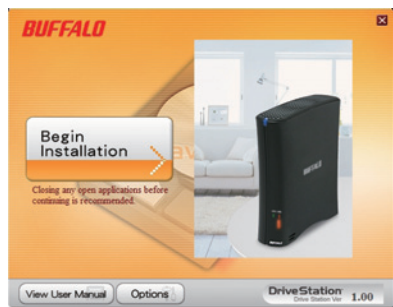 BUFFALO
Begin
Installation
Closing any open applications before
continuing is recommended.
BUFFALO
View User Manual
Options
DriveStation
Drive Station Ver 1.00